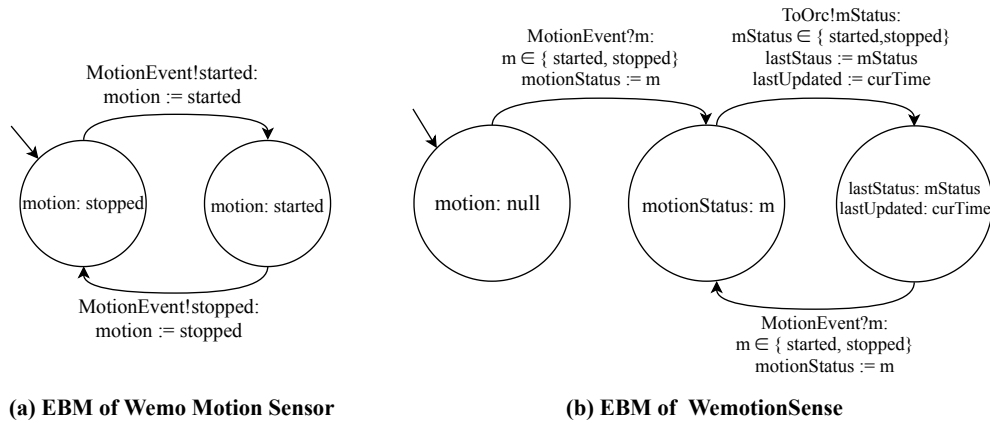 MotionEvent!started:
motion := started
motion: stopped
motion: started
MotionEvent!stopped:
motion := stopped
(a) EBM of Wemo Motion Sensor
MotionEvent?m:
m ∈ { started, stopped}
motionStatus := m
ToOrc!mStatus:
mStatus ∈ { started,stopped}
lastStaus := mStatus
lastUpdated := curTime
motion: null
motionStatus: m
lastStatus: mStatus
lastUpdated: curTime
MotionEvent?m:
m ∈ { started, stopped}
motionStatus := m
(b) EBM of WemotionSense